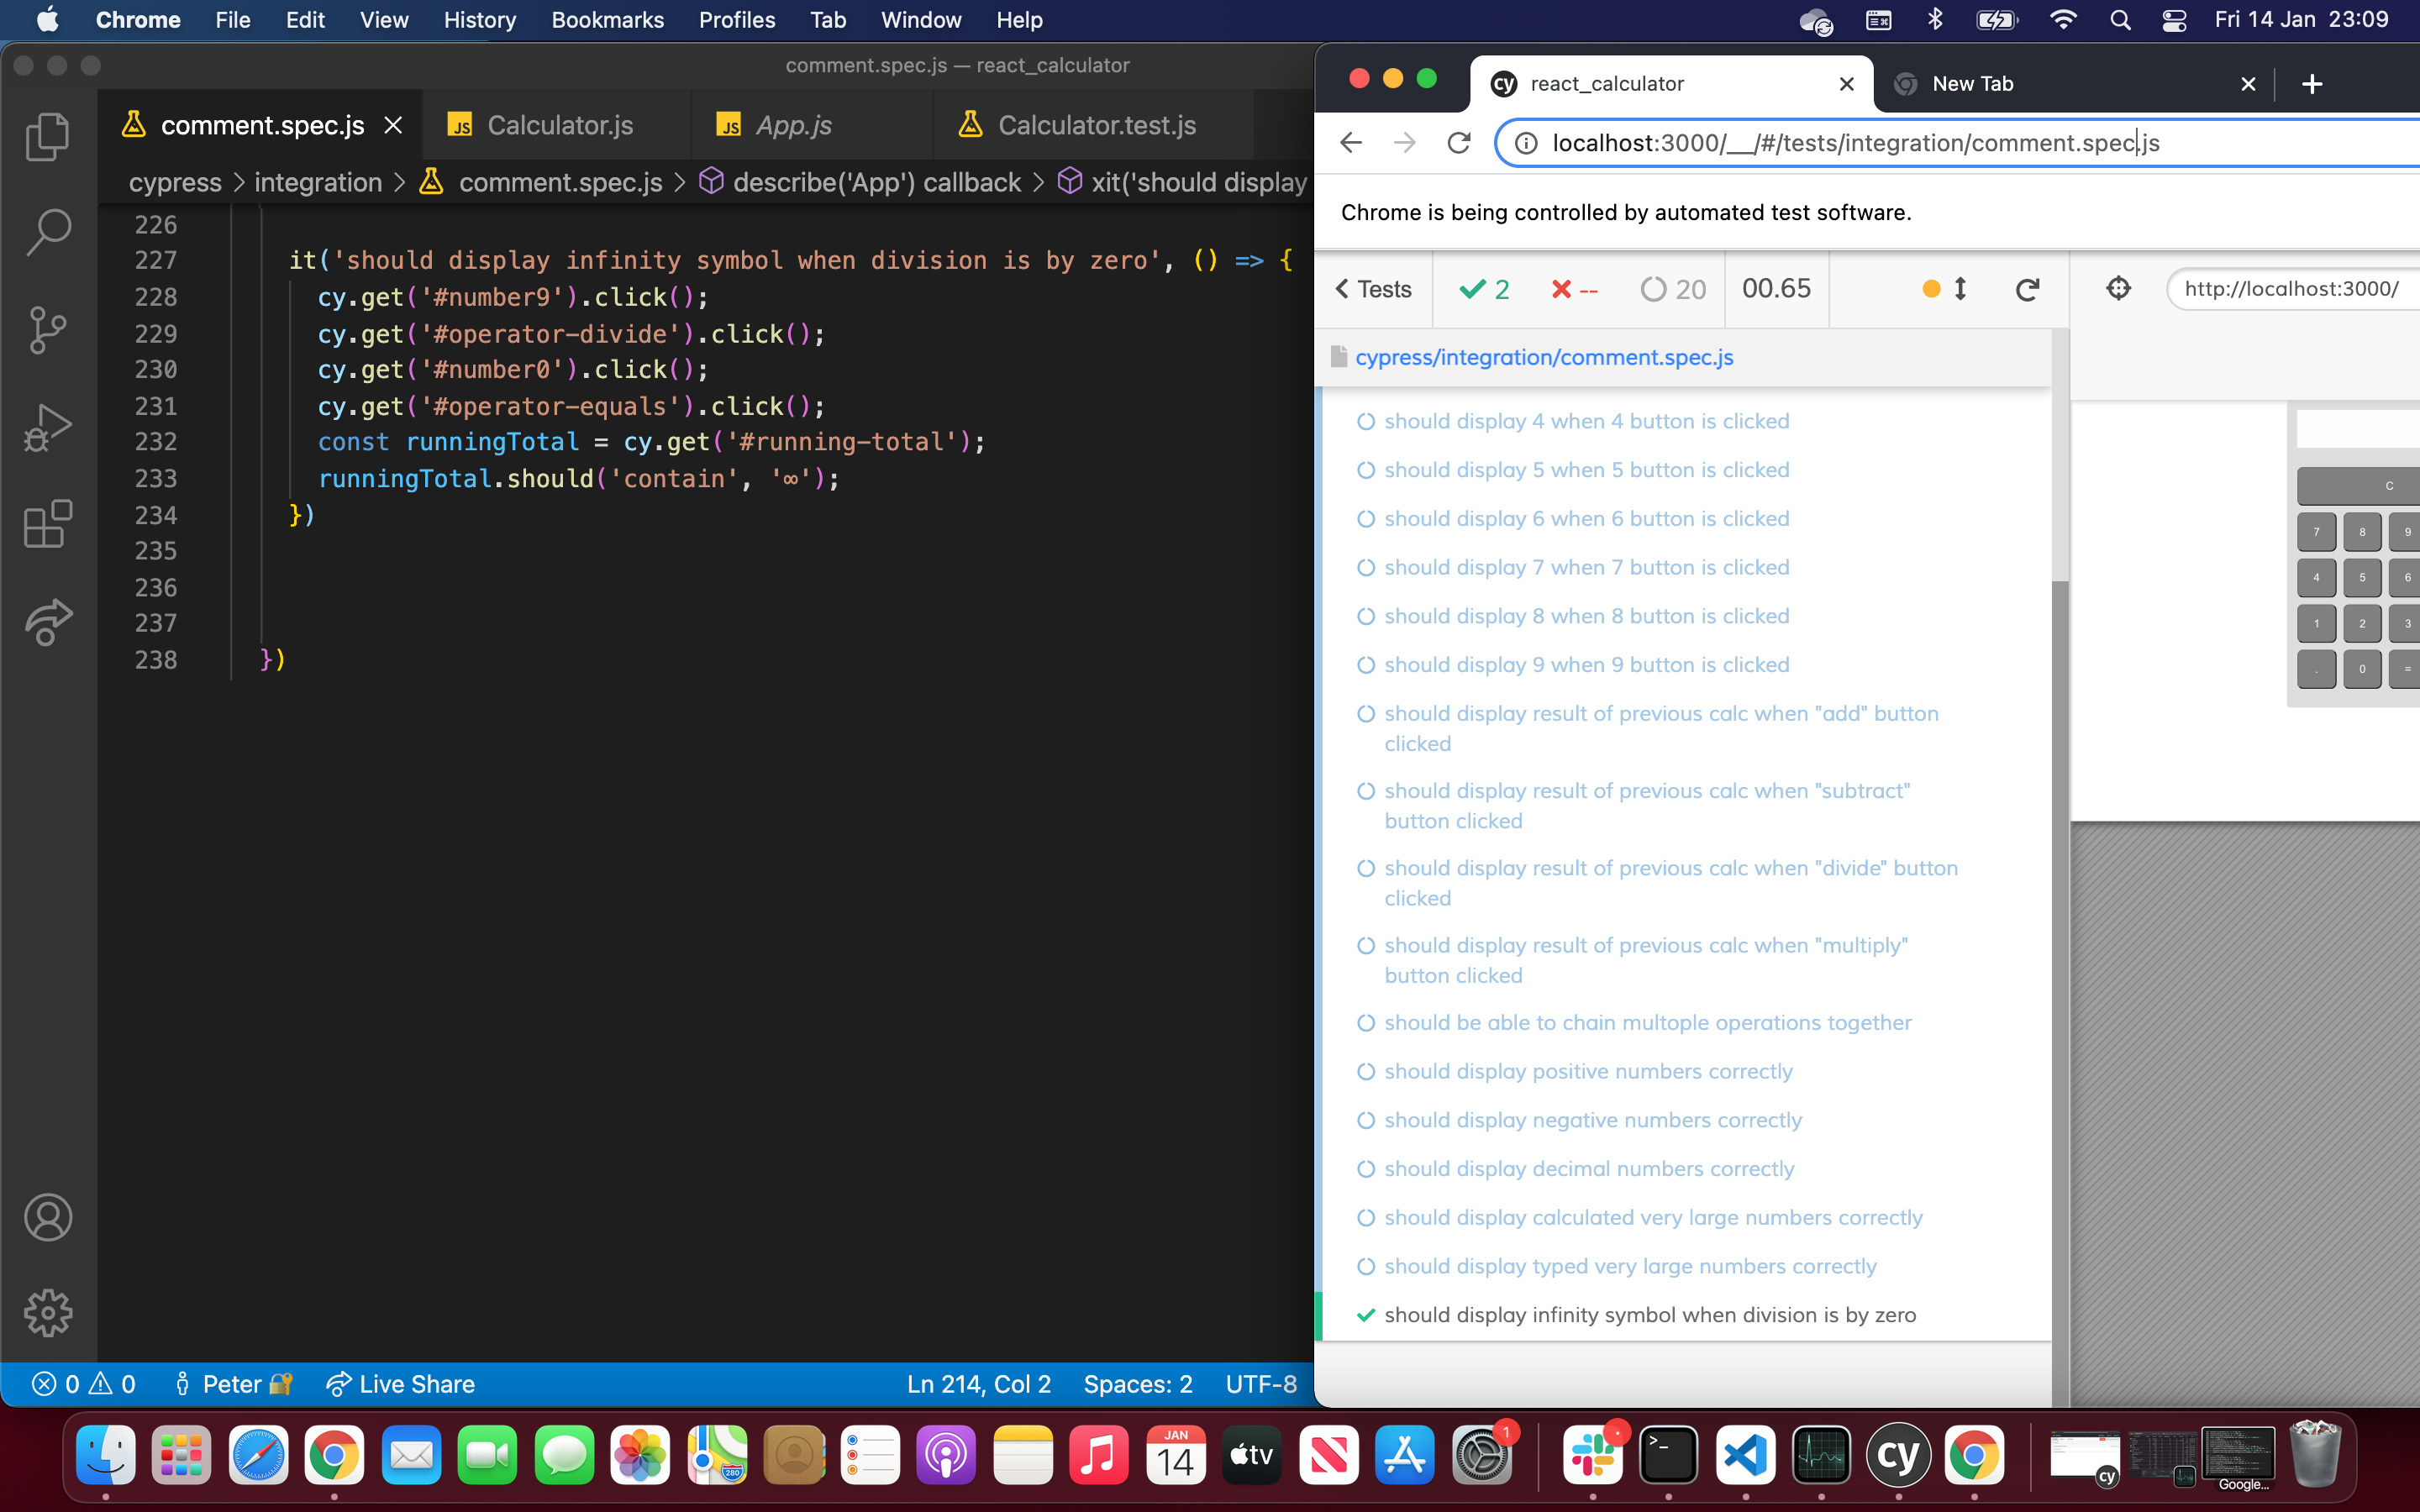 Chrome File Edit View History Bookmarks Profiles Tab Window Help Fri 14 Jan 23:09
comment.spec.js — react_calculator
comment.spec.js JS Calculator.js JS App.js Calculator.test.js
cypress > integration > comment.spec.js > describe('App') callback > xit('should display
226
227 it('should display infinity symbol when division is by zero', () => {
228 cy.get('#number9').click();
229 cy.get('#operator-divide').click();
230 cy.get('#number0').click();
231 cy.get('#operator-equals').click();
232 const runningTotal = cy.get('#running-total');
233 runningTotal.should('contain', '∞');
234 })
235
236
237
238 })
0 0 Peter Live Share Ln 214, Col 2 Spaces: 2 UTF-8
cy react_calculator New Tab
localhost:3000/__/#/tests/integration/comment.spec.js
Chrome is being controlled by automated test software.
< Tests 2 -- 20 00.65 http://localhost:3000/
cypress/integration/comment.spec.js
should display 4 when 4 button is clicked
should display 5 when 5 button is clicked
should display 6 when 6 button is clicked
should display 7 when 7 button is clicked
should display 8 when 8 button is clicked
should display 9 when 9 button is clicked
should display result of previous calc when "add" button
clicked
should display result of previous calc when "subtract"
button clicked
should display result of previous calc when "divide" button
clicked
should display result of previous calc when "multiply"
button clicked
should be able to chain multople operations together
should display positive numbers correctly
should display negative numbers correctly
should display decimal numbers correctly
should display calculated very large numbers correctly
should display typed very large numbers correctly
should display infinity symbol when division is by zero
C
7 8 9
4 5 6
1 2 3
. 0 =
280 JAN 14 tv 1 >_ cy cy Google...